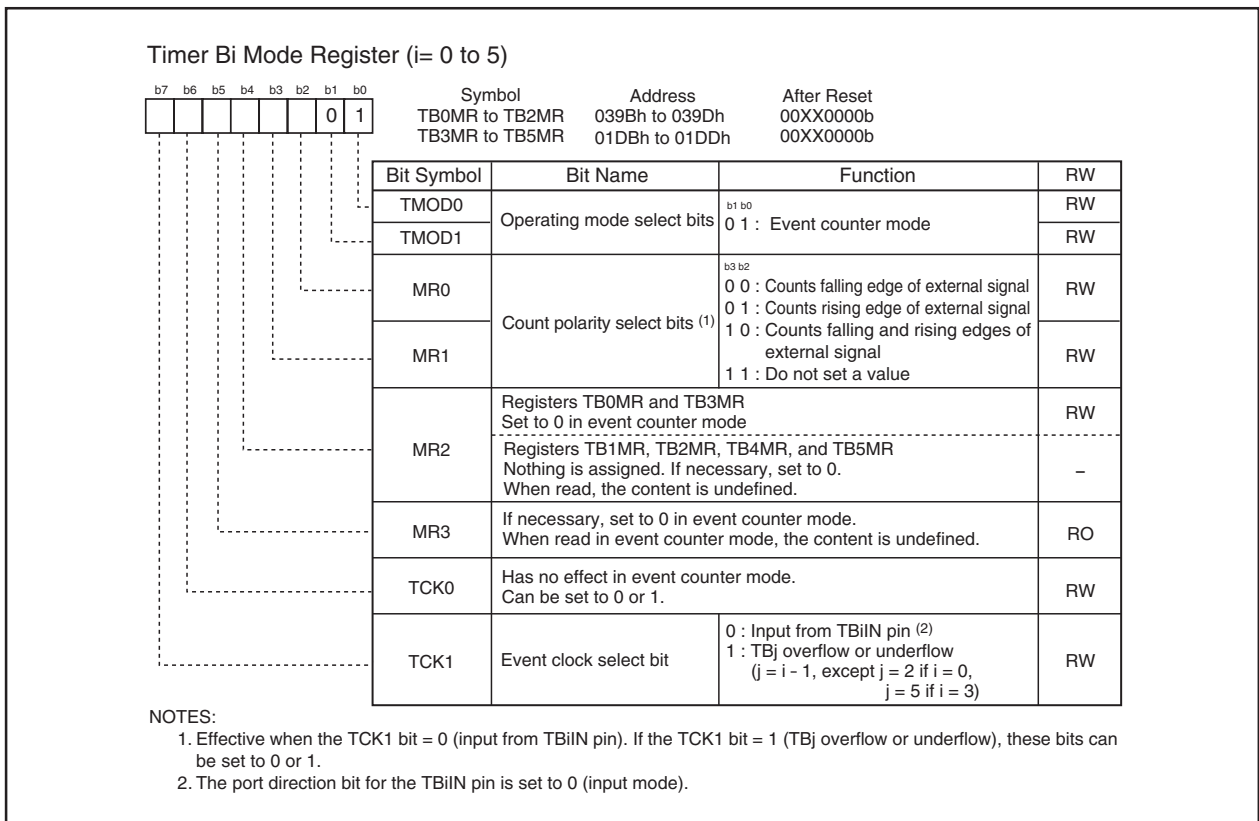 Timer Bi Mode Register (i= 0 to 5)
b7 b6 b5 b4 b3 b2 b1 b0
0 1
Symbol Address After Reset
TB0MR to TB2MR 039Bh to 039Dh 00XX0000b
TB3MR to TB5MR 01DBh to 01DDh 00XX0000b
Bit Symbol Bit Name Function RW
TMOD0 RW
Operating mode select bits
b1 b0
0 1 : Event counter mode
TMOD1 RW
MR0 RW
Count polarity select bits (1)
b3 b2
0 0 : Counts falling edge of external signal
0 1 : Counts rising edge of external signal
1 0 : Counts falling and rising edges of
external signal
1 1 : Do not set a value
MR1 RW
MR2
Registers TB0MR and TB3MR
Set to 0 in event counter mode
RW
Registers TB1MR, TB2MR, TB4MR, and TB5MR
Nothing is assigned. If necessary, set to 0.
When read, the content is undefined.
–
MR3
If necessary, set to 0 in event counter mode.
When read in event counter mode, the content is undefined.
RO
TCK0
Has no effect in event counter mode.
Can be set to 0 or 1.
RW
TCK1 Event clock select bit
0 : Input from TBiIN pin (2)
1 : TBj overflow or underflow
(j = i - 1, except j = 2 if i = 0,
j = 5 if i = 3)
RW
NOTES:
1. Effective when the TCK1 bit = 0 (input from TBiIN pin). If the TCK1 bit = 1 (TBj overflow or underflow), these bits can
be set to 0 or 1.
2. The port direction bit for the TBiIN pin is set to 0 (input mode).